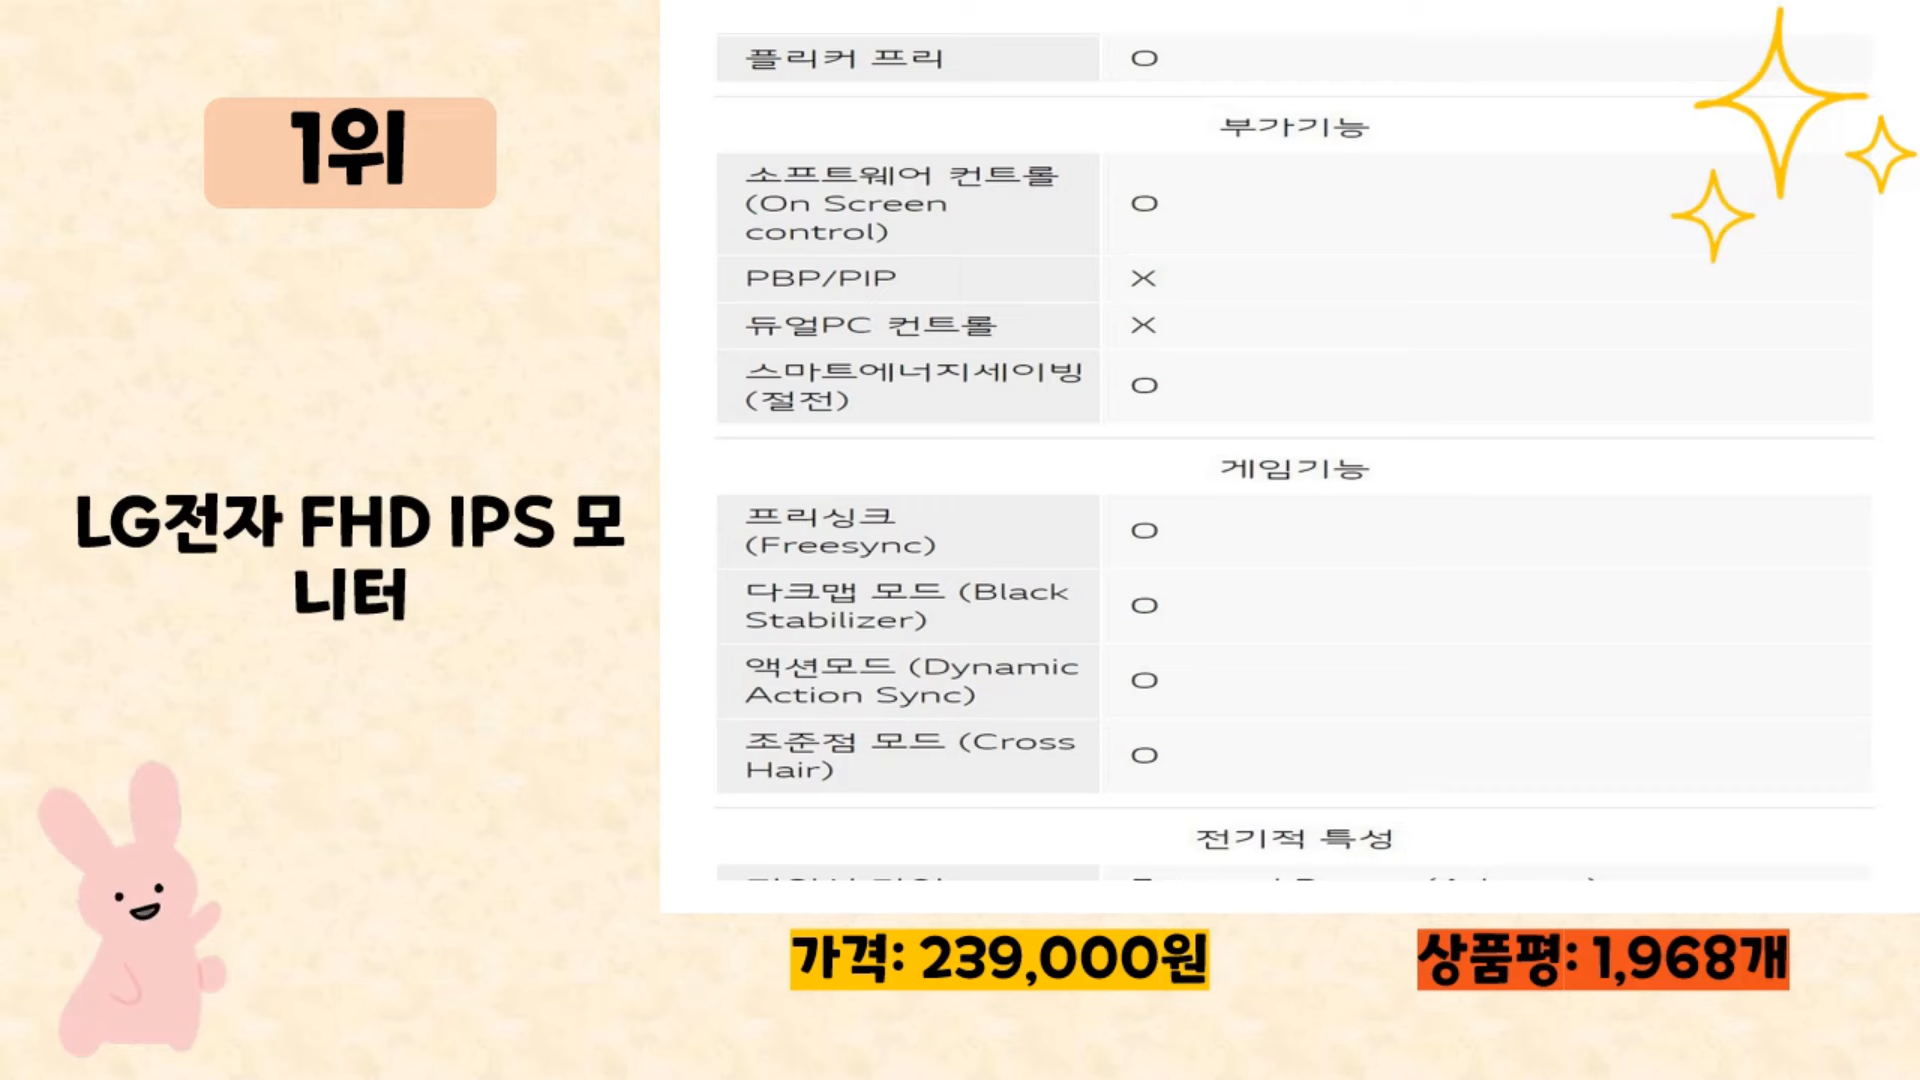 1위
LG전자 FHD IPS 모
니터
플리커 프리 O
부가기능
소프트웨어 컨트롤
(On Screen
control)
O
PBP/PIP X
듀얼PC 컨트롤 X
스마트에너지세이빙
(절전)
O
게임기능
프리싱크
(Freesync)
O
다크맵 모드 (Black
Stabilizer)
O
액션모드 (Dynamic
Action Sync)
O
조준점 모드 (Cross
Hair)
O
전기적 특성
가격: 239,000원
상품평: 1,968개